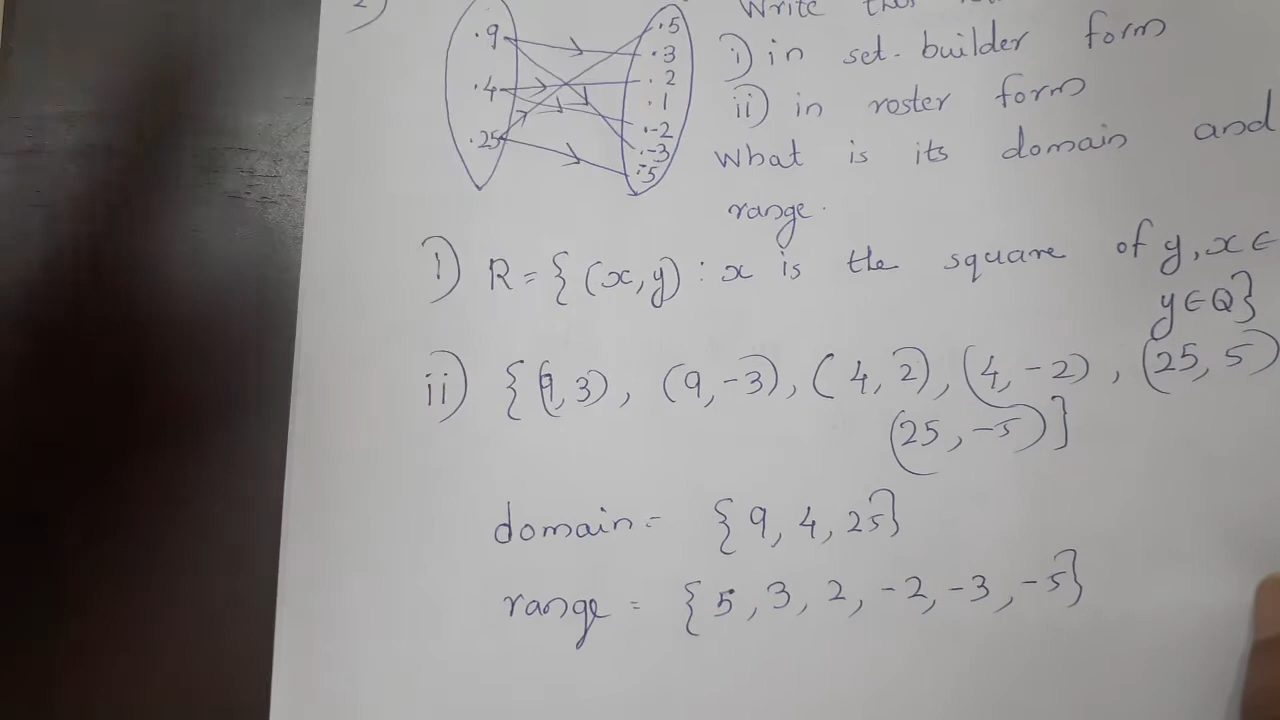 2)
.9
.4
.25
.5
.3
.2
.1
.-2
.-3
.-5
Write this
i) in set-builder form
ii) in roster form
What is its domain and
range.
i) R = { (x,y) : x is the square of y, x ∈
y ∈ Q}
ii) {(9,3), (9,-3), (4,2), (4,-2), (25,5)
(25,-5)}
domain = {9, 4, 25}
range = {5, 3, 2, -2, -3, -5}